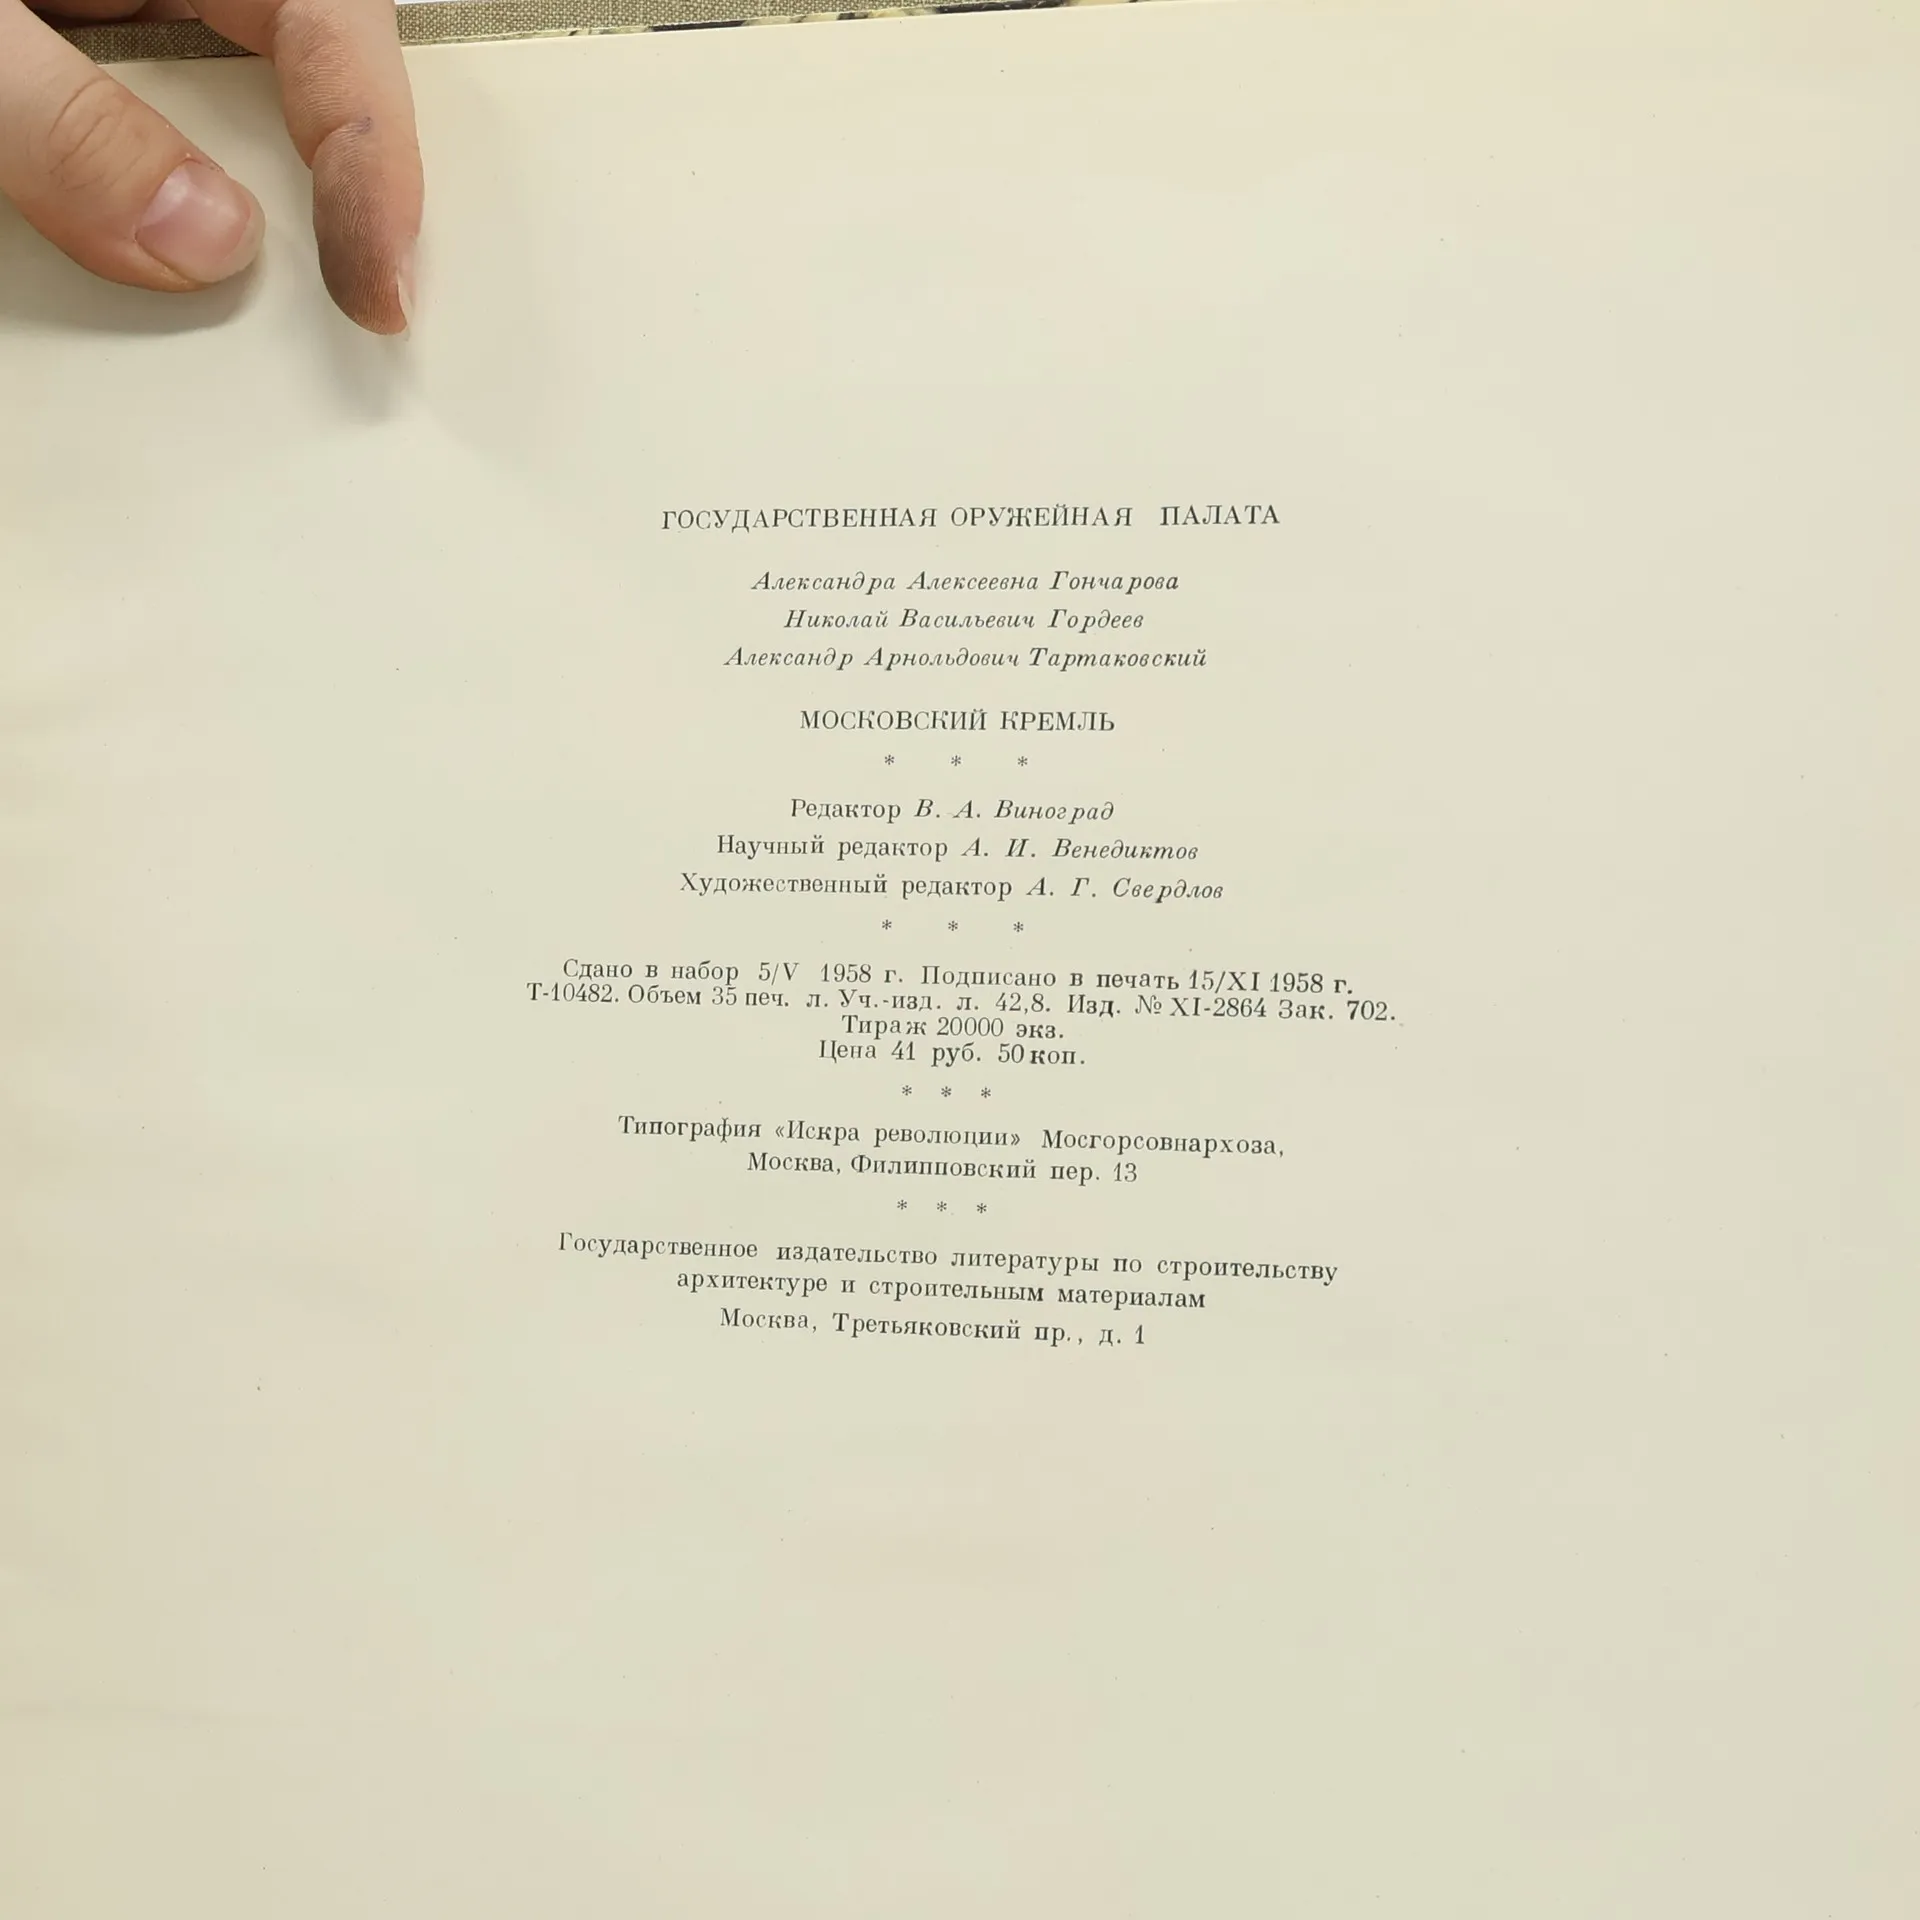 ГОСУДАРСТВЕННАЯ ОРУЖЕЙНАЯ ПАЛАТА
Александра Алексеевна Гончарова
Николай Васильевич Гордеев
Александр Арнольдович Тартаковский
МОСКОВСКИЙ КРЕМЛЬ
* * *
Редактор В. А. Виноград
Научный редактор А. И. Венедиктов
Художественный редактор А. Г. Свердлов
* * *
Сдано в набор 5/V 1958 г. Подписано в печать 15/XI 1958 г.
Т-10482. Объем 35 печ. л. Уч.-изд. л. 42,8. Изд. № XI-2864 Зак. 702.
Тираж 20000 экз.
Цена 41 руб. 50 коп.
* * *
Типография «Искра революции» Мосгорсовнархоза,
Москва, Филипповский пер. 13
* * *
Государственное издательство литературы по строительству
архитектуре и строительным материалам
Москва, Третьяковский пр., д. 1